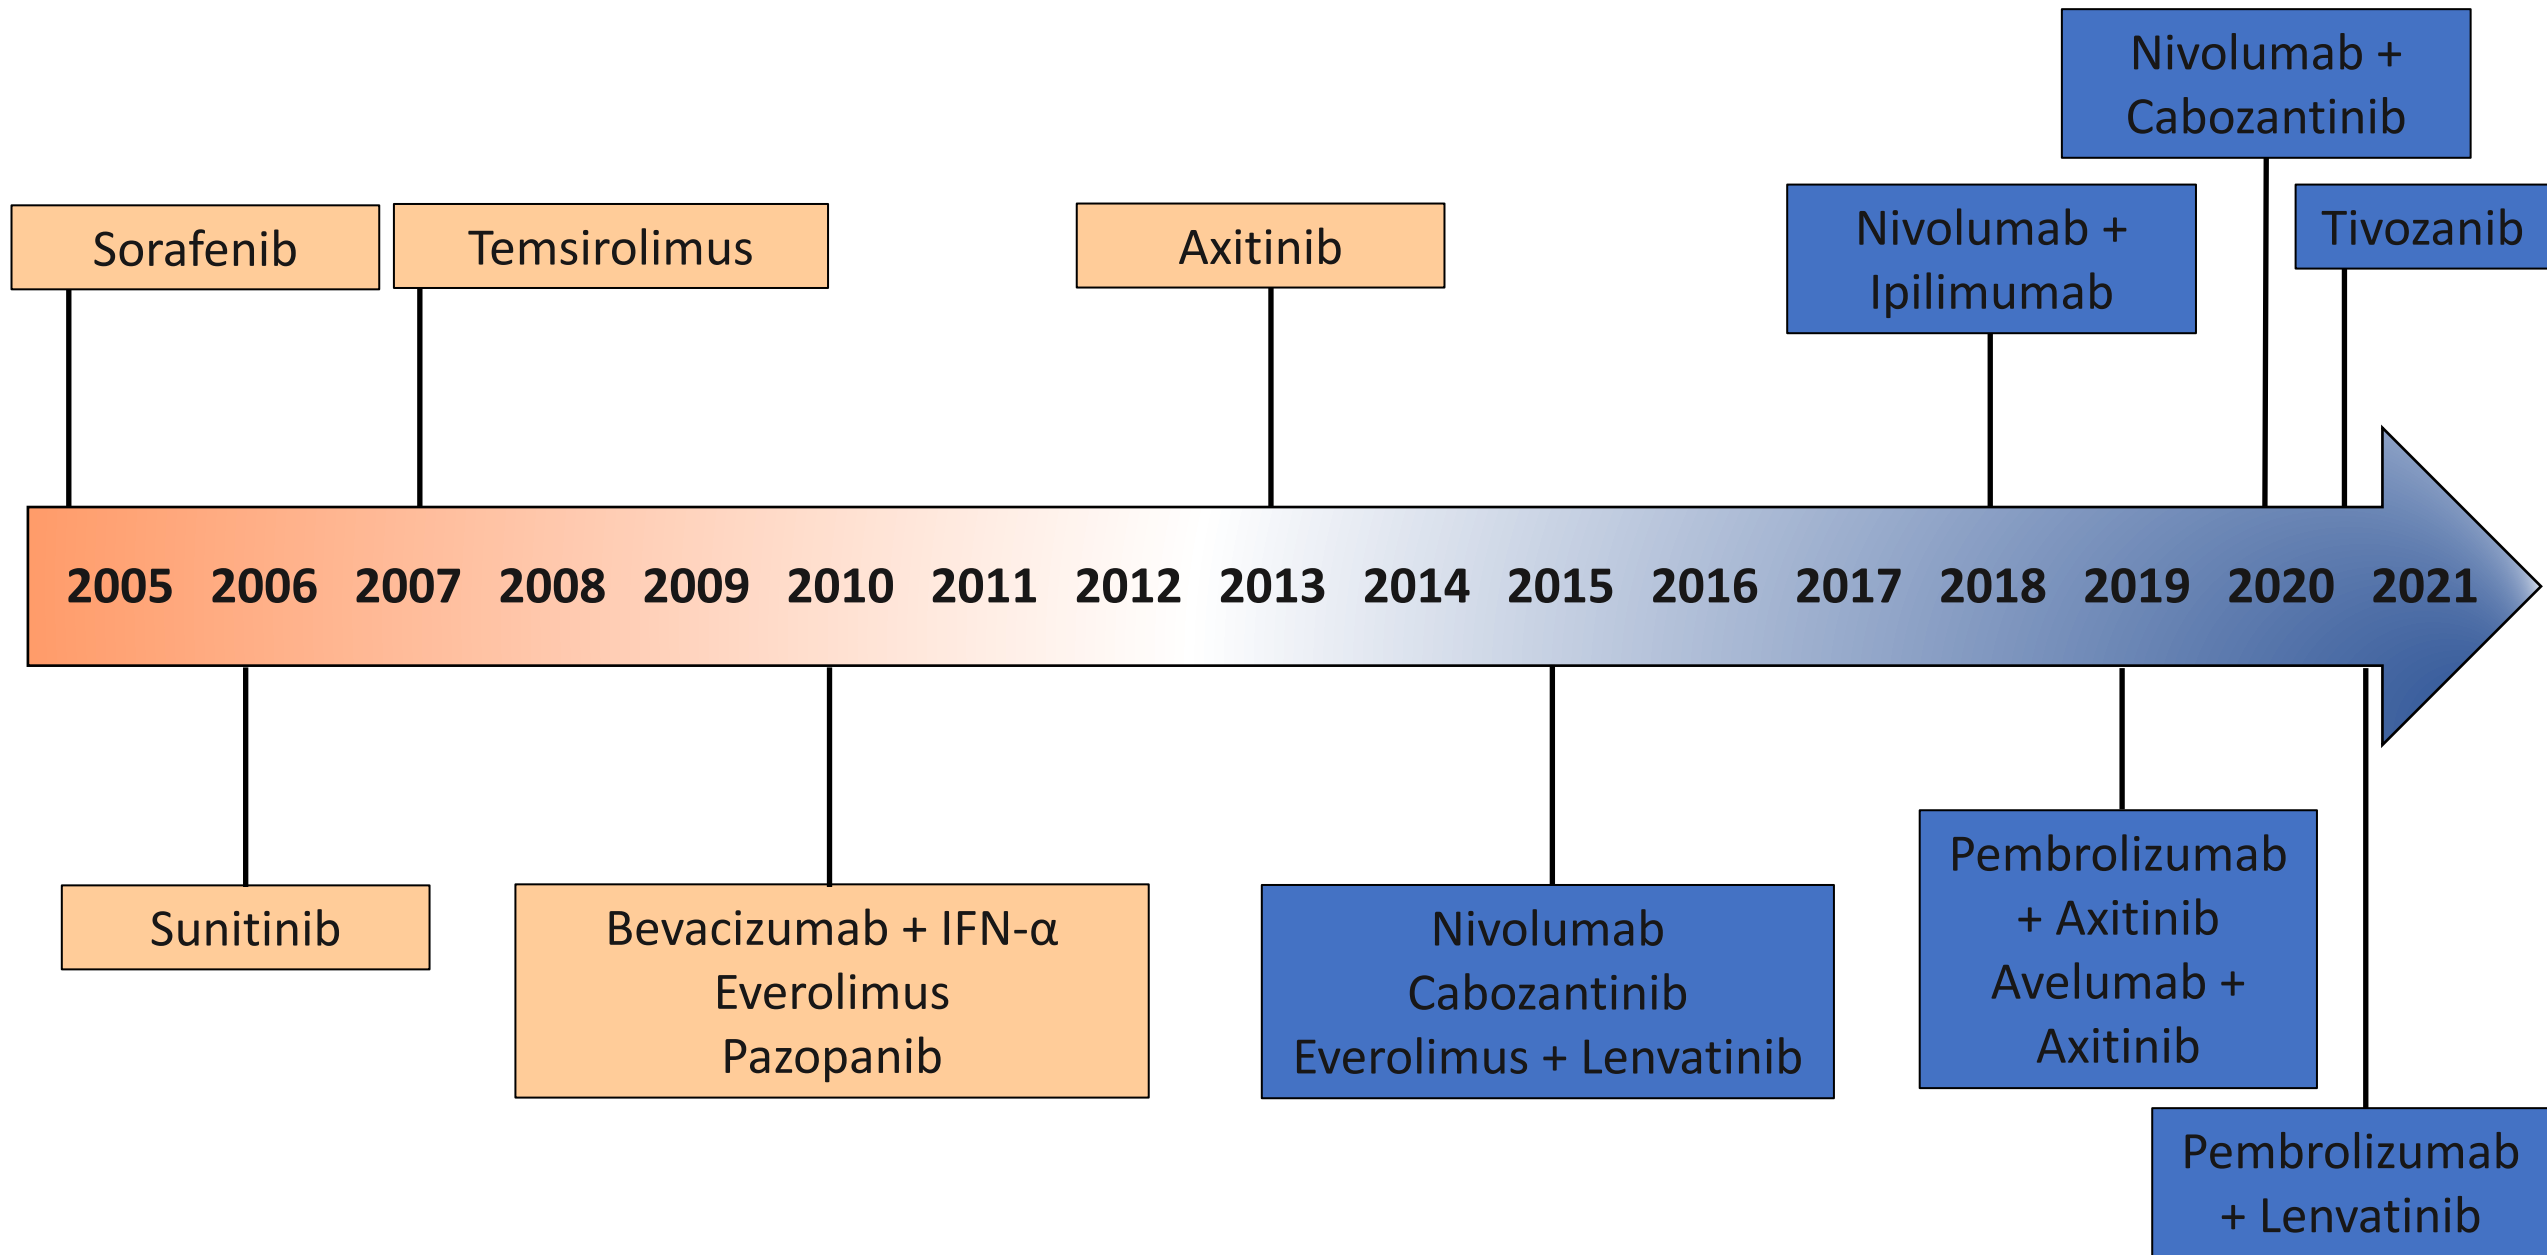 Nivolumab +
Cabozantinib
Sorafenib
Temsirolimus
Axitinib
Nivolumab +
Ipilimumab
Tivozanib
2005 2006 2007 2008 2009 2010 2011 2012 2013 2014 2015 2016 2017 2018 2019 2020 2021
Sunitinib
Bevacizumab + IFN-α
Everolimus
Pazopanib
Nivolumab
Cabozantinib
Everolimus + Lenvatinib
Pembrolizumab
+ Axitinib
Avelumab +
Axitinib
Pembrolizumab
+ Lenvatinib